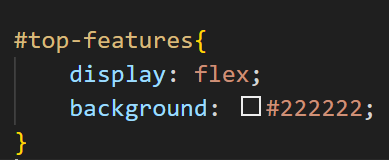 #top-features{
    display: flex;
    background: #222222;
}